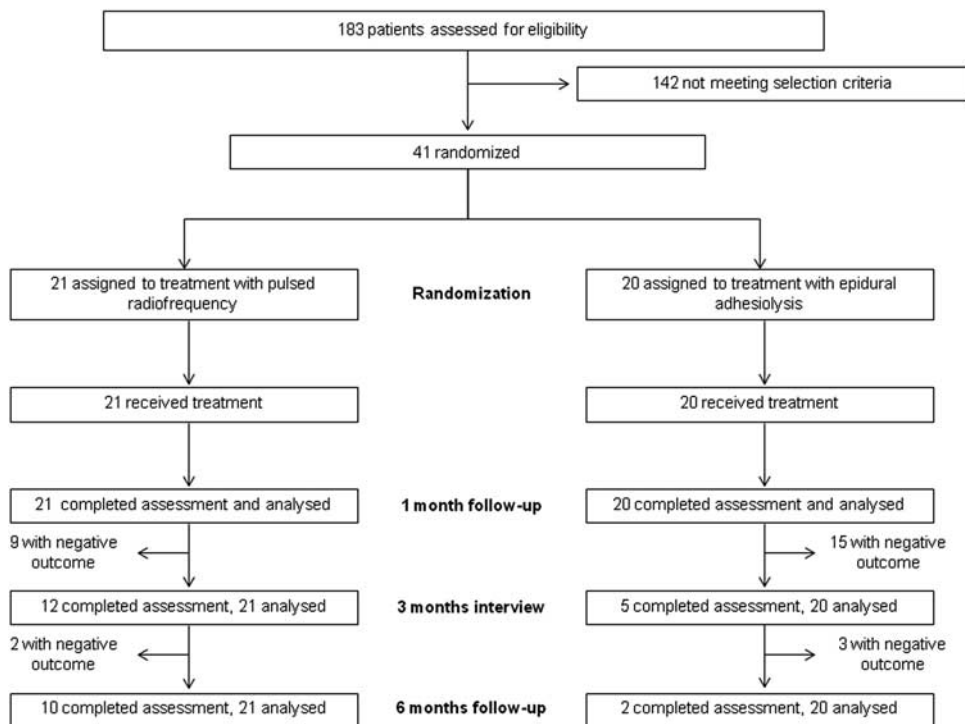 183 patients assessed for eligibility
142 not meeting selection criteria
41 randomized
21 assigned to treatment with pulsed
radiofrequency
Randomization
20 assigned to treatment with epidural
adhesiolysis
21 received treatment
20 received treatment
21 completed assessment and analysed
1 month follow-up
20 completed assessment and analysed
9 with negative
outcome
15 with negative
outcome
12 completed assessment, 21 analysed
3 months interview
5 completed assessment, 20 analysed
2 with negative
outcome
3 with negative
outcome
10 completed assessment, 21 analysed
6 months follow-up
2 completed assessment, 20 analysed